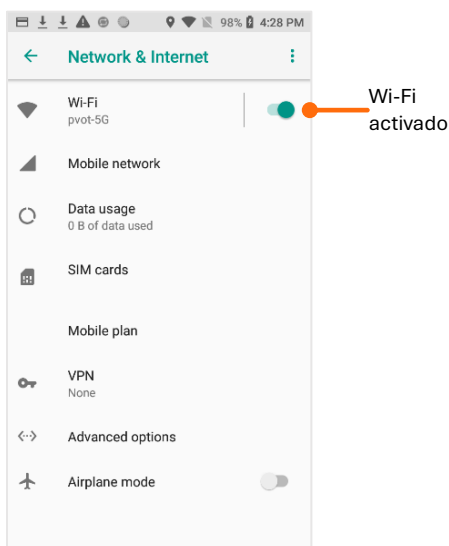 98% 4:28 PM
Network & Internet
Wi-Fi
pvot-5G
Wi-Fi
activado
Mobile network
Data usage
0 B of data used
SIM cards
Mobile plan
VPN
None
Advanced options
Airplane mode